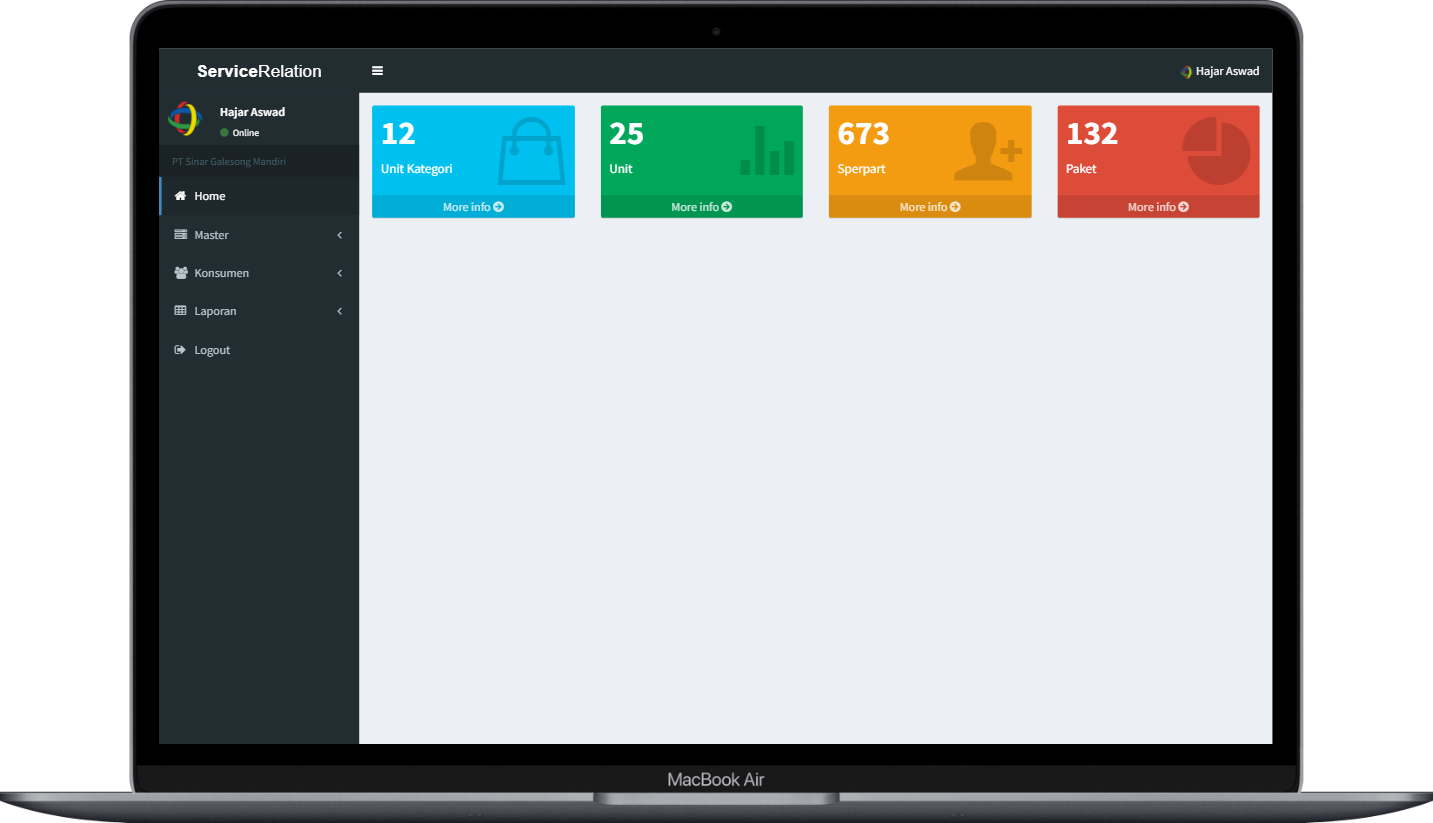 ServiceRelation
Hajar Aswad
Hajar Aswad
Online
PT Sinar Galesong Mandiri
Home
Master
Konsumen
Laporan
Logout
12
Unit Kategori
More info
25
Unit
More info
673
Sperpart
More info
132
Paket
More info
MacBook Air